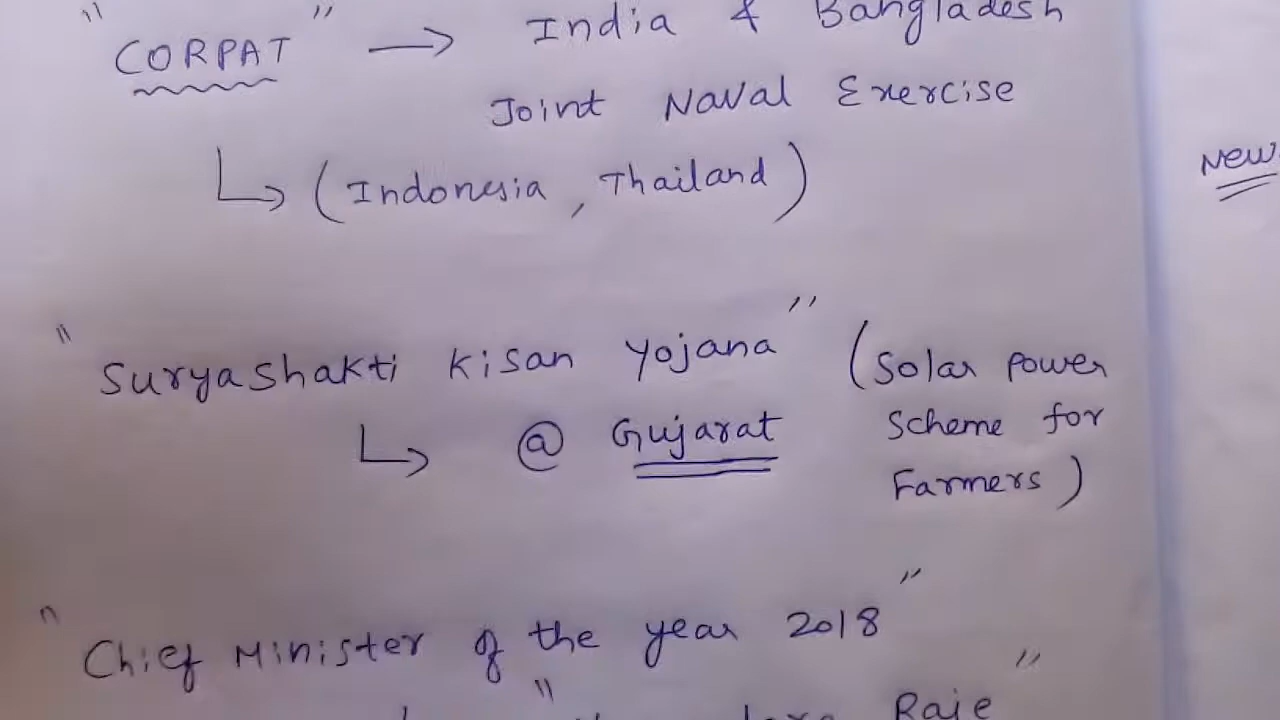 "CORPAT" → India & Bangladesh
Joint Naval Exercise
↳ (Indonesia, Thailand)
New
"Suryashakti Kisan Yojana" (Solar Power
↳ @ Gujarat Scheme for
Farmers)
"Chief Minister of the year 2018"
Raje"